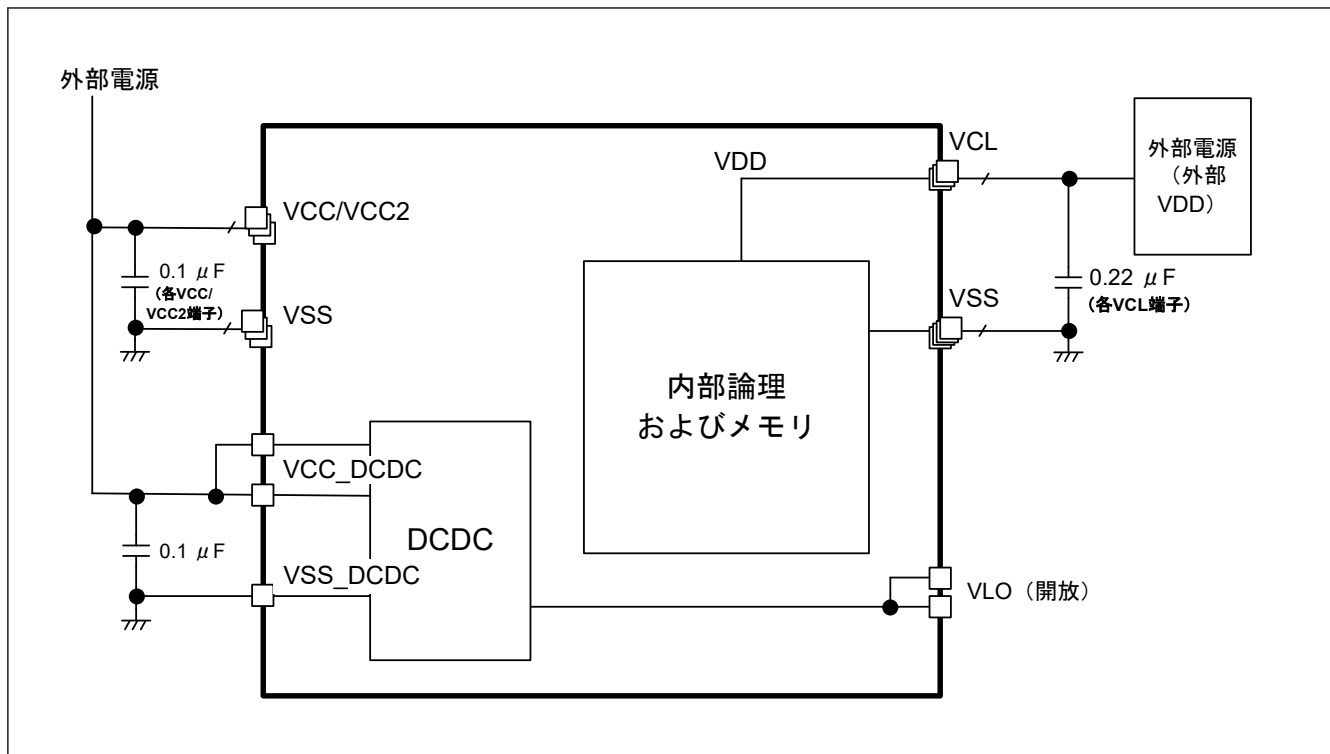 外部電源
VCC/VCC2
0.1 μF
（各VCC/
VCC2端子）
VSS
VCC_DCDC
0.1 μF
VSS_DCDC
DCDC
VDD
内部論理
およびメモリ
VCL
VSS
0.22 μF
（各VCL端子）
外部電源
（外部
VDD）
VLO（開放）